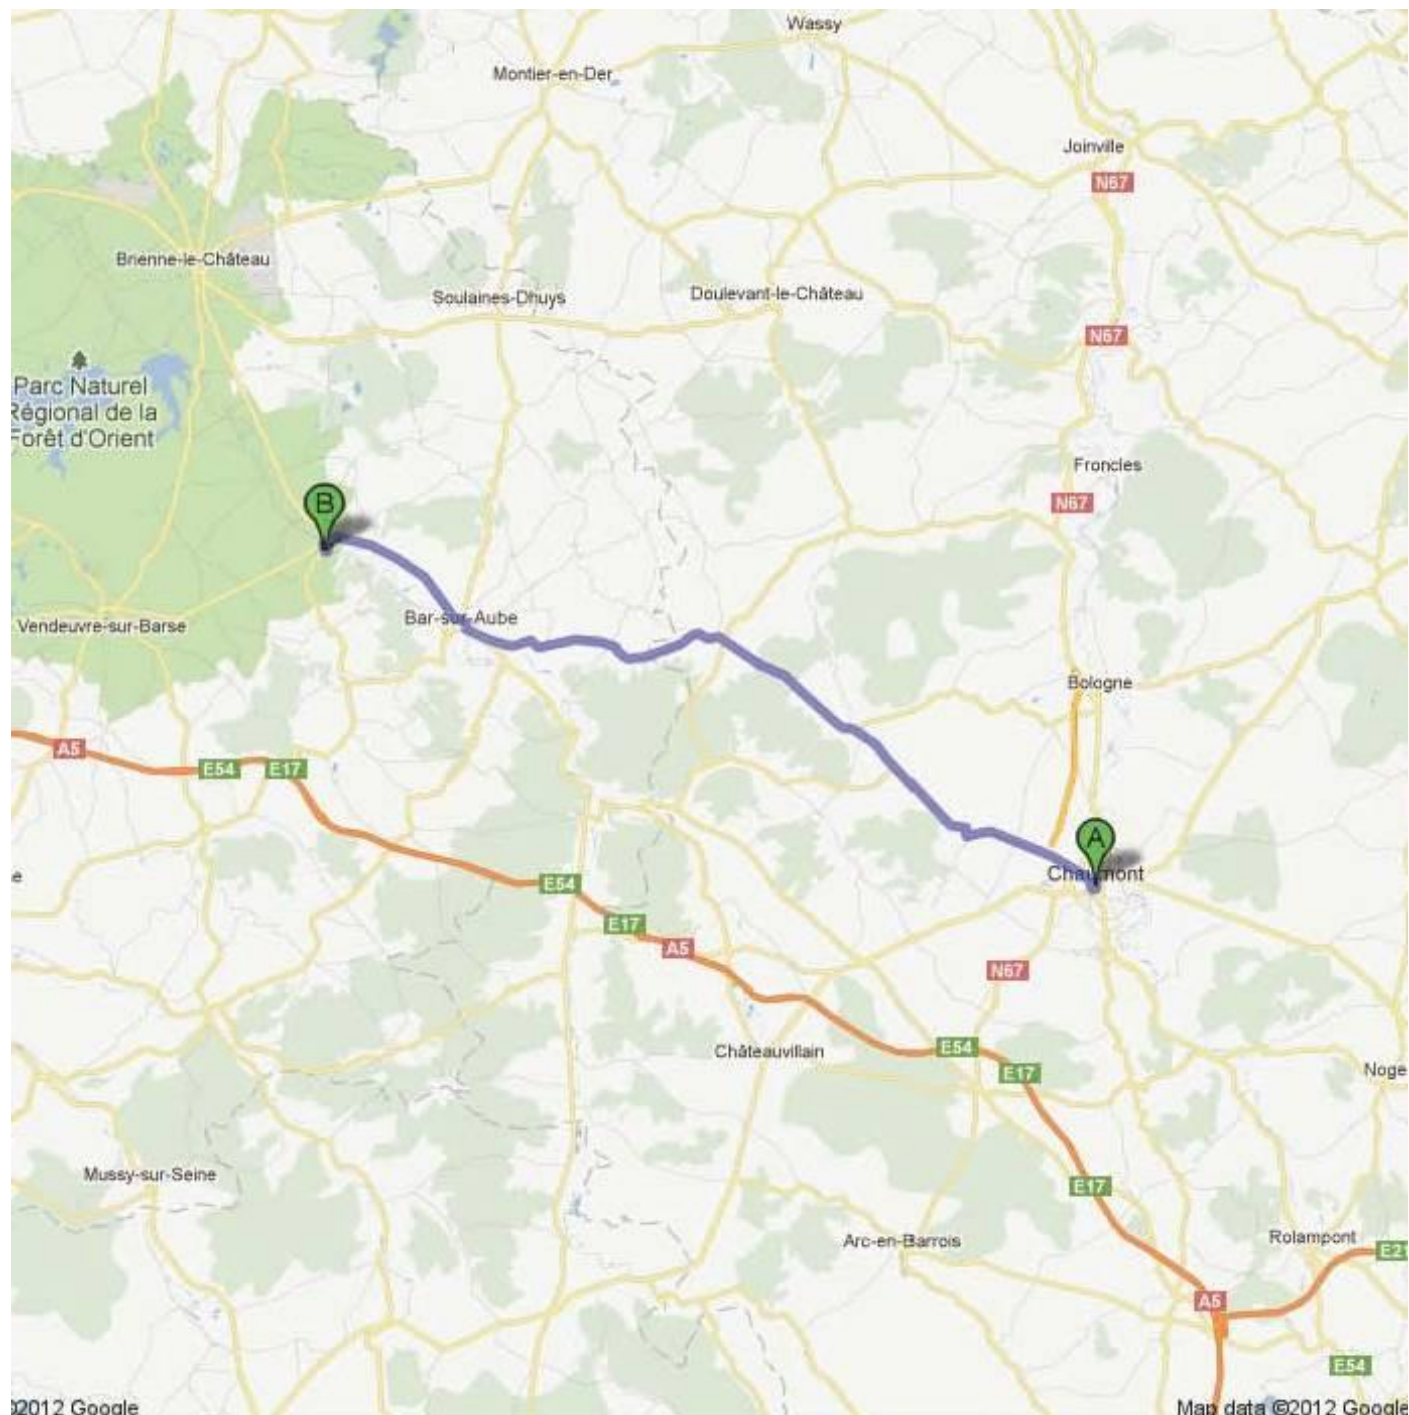 Wassy
Montier-en-Der
Joinville
N67
Brienne-le-Château
Soulaines-Dhuys
Doulevant-le-Château
N67
Parc Naturel
Régional de la
Forêt d'Orient
Froncles
B
N67
Bar-sur-Aube
Vendeuvre-sur-Barse
Bologne
A5
E54
E17
A
Chaumont
e
E54
E17
A5
N67
E54
Châteauvillain
E17
Noge
Mussy-sur-Seine
E17
Arc-en-Barrois
Rolampont
E21
A5
E54
©2012 Google
Map data ©2012 Google